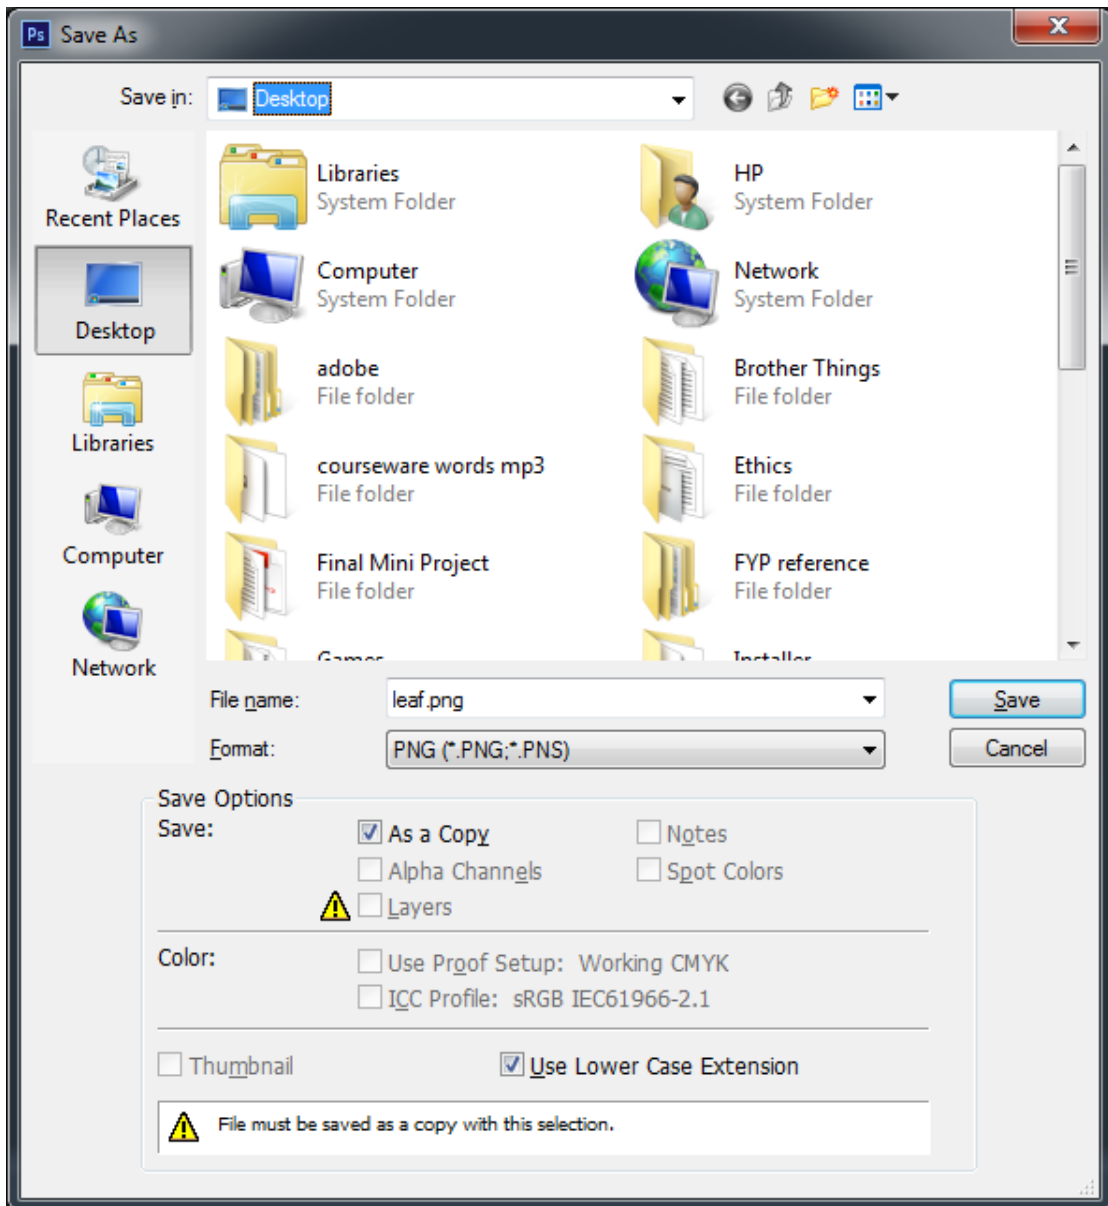 Ps Save As
Save in: Desktop
Recent Places
Desktop
Libraries
Computer
Network
Libraries
System Folder
HP
System Folder
Computer
System Folder
Network
System Folder
adobe
File folder
Brother Things
File folder
courseware words mp3
File folder
Ethics
File folder
Final Mini Project
File folder
FYP reference
File folder
Games
Installer
File name: leaf.png Save
Format: PNG (*.PNG;*.PNS) Cancel
Save Options
Save: As a Copy Notes
Alpha Channels Spot Colors
Layers
Color: Use Proof Setup: Working CMYK
ICC Profile: sRGB IEC61966-2.1
Thumbnail Use Lower Case Extension
File must be saved as a copy with this selection.